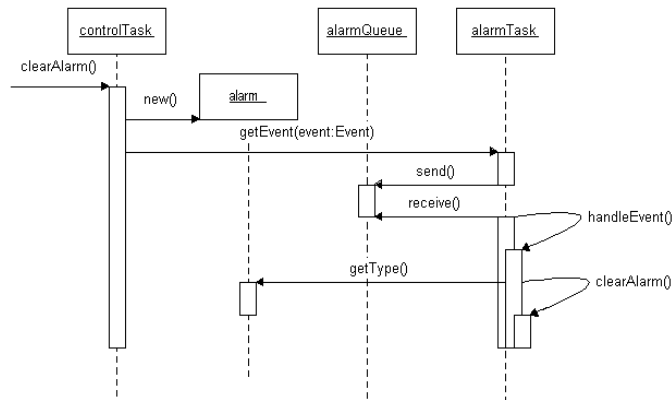 controlTask
alarmQueue
alarmTask
clearAlarm()
new()
alarm
getEvent(event:Event)
send()
receive()
handleEvent()
getType()
clearAlarm()